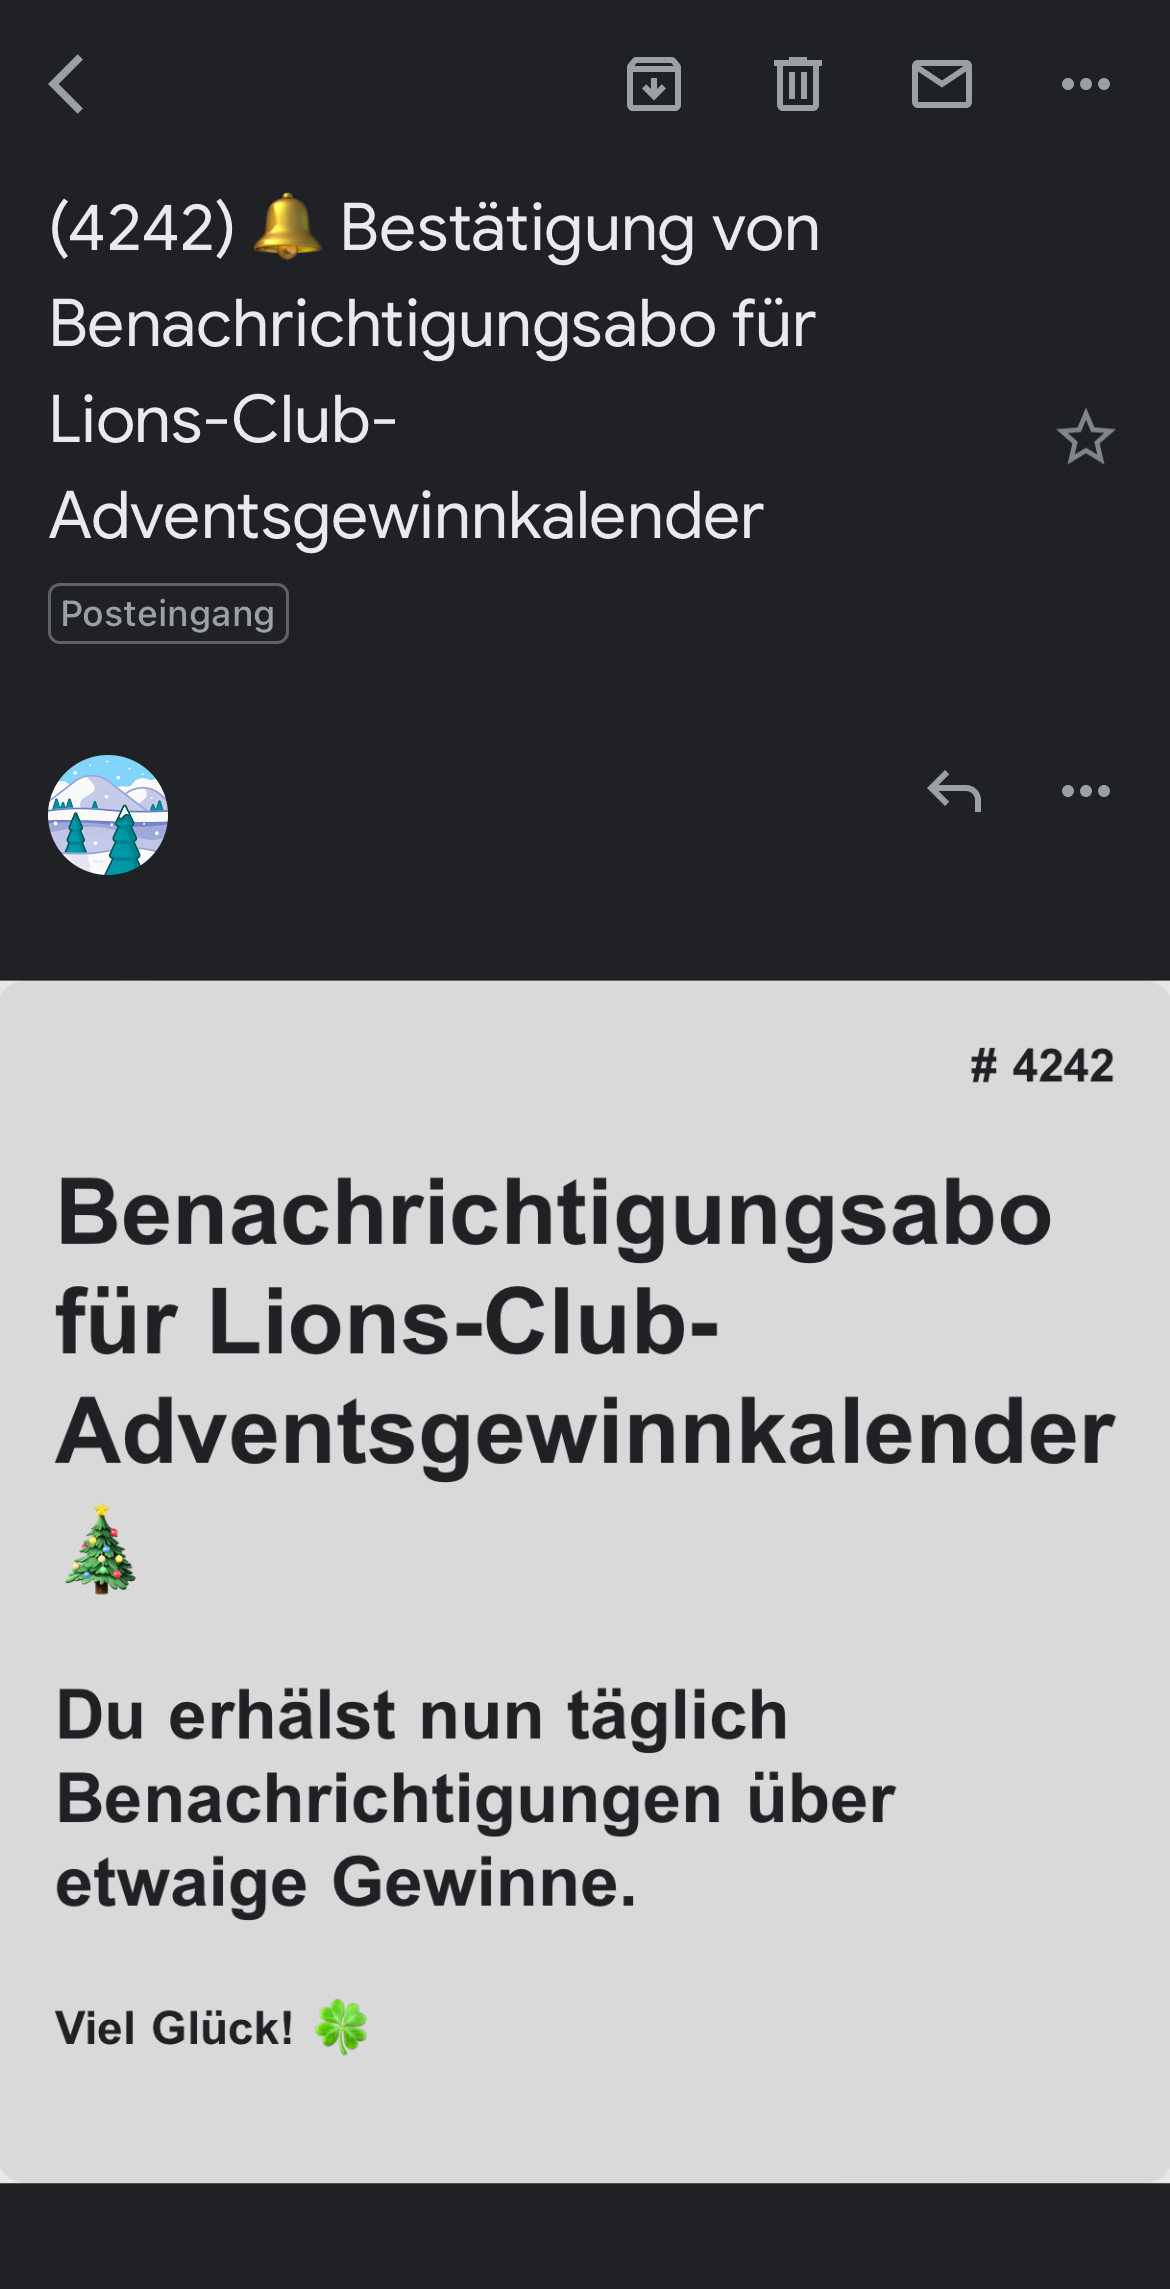 (4242) 🔔 Bestätigung von
Benachrichtigungsabo für
Lions-Club-
Adventsgewinnkalender
Posteingang
# 4242
Benachrichtigungsabo
für Lions-Club-
Adventsgewinnkalender
🎄
Du erhälst nun täglich
Benachrichtigungen über
etwaige Gewinne.
Viel Glück! 🍀